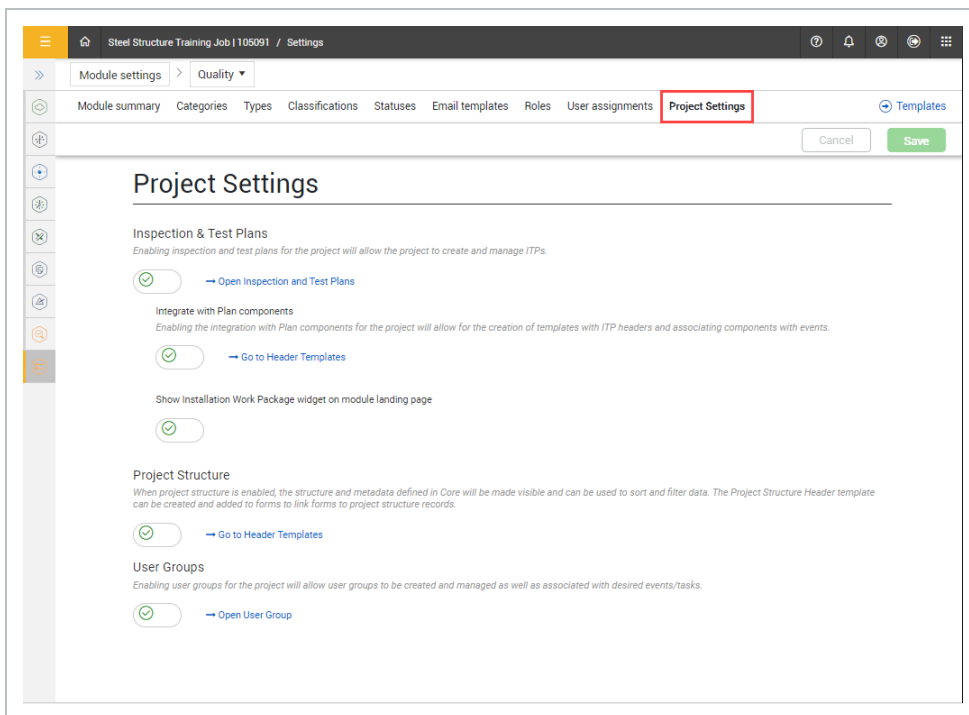 Steel Structure Training Job | 105091 / Settings
Module settings > Quality ▼
Module summary Categories Types Classifications Statuses Email templates Roles User assignments Project Settings Templates
Cancel Save
Project Settings
Inspection & Test Plans
Enabling inspection and test plans for the project will allow the project to create and manage ITPs.
→ Open Inspection and Test Plans
Integrate with Plan components
Enabling the integration with Plan components for the project will allow for the creation of templates with ITP headers and associating components with events.
→ Go to Header Templates
Show Installation Work Package widget on module landing page
Project Structure
When project structure is enabled, the structure and metadata defined in Core will be made visible and can be used to sort and filter data. The Project Structure Header template
can be created and added to forms to link forms to project structure records.
→ Go to Header Templates
User Groups
Enabling user groups for the project will allow user groups to be created and managed as well as associated with desired events/tasks.
→ Open User Group